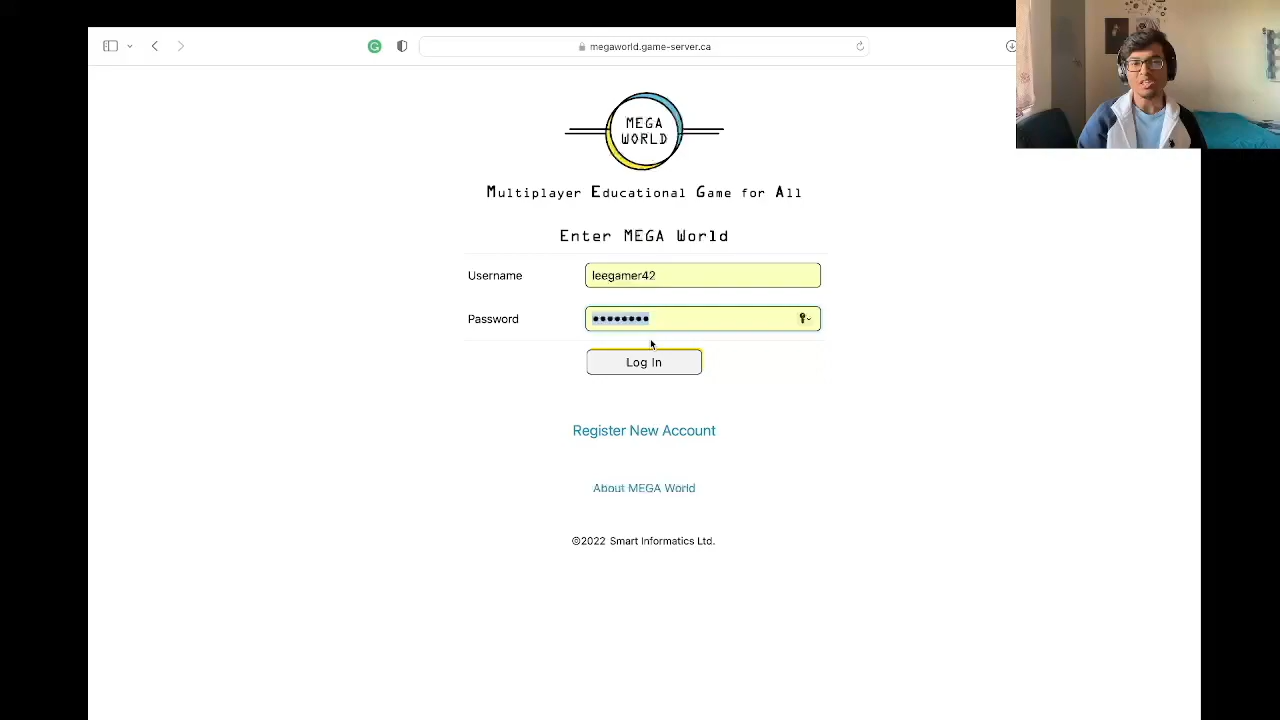 megaworld.game-server.ca
MEGA
WORLD
Multiplayer Educational Game for All
Enter MEGA World
Username
leegamer42
Password
••••••••
Log In
Register New Account
About MEGA World
©2022 Smart Informatics Ltd.